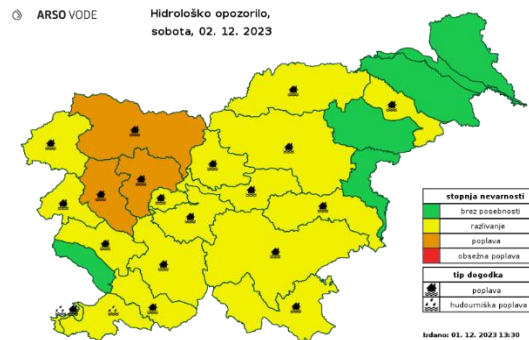 ARSO VODE
Hidrološko opozorilo,
sobota, 02. 12. 2023
stopnja nevarnosti
brez posebnosti
razlivanje
poplava
obsežna poplava
tip dogodka
poplava
hudourniška poplava
Izdano: 01. 12. 2023 13:30